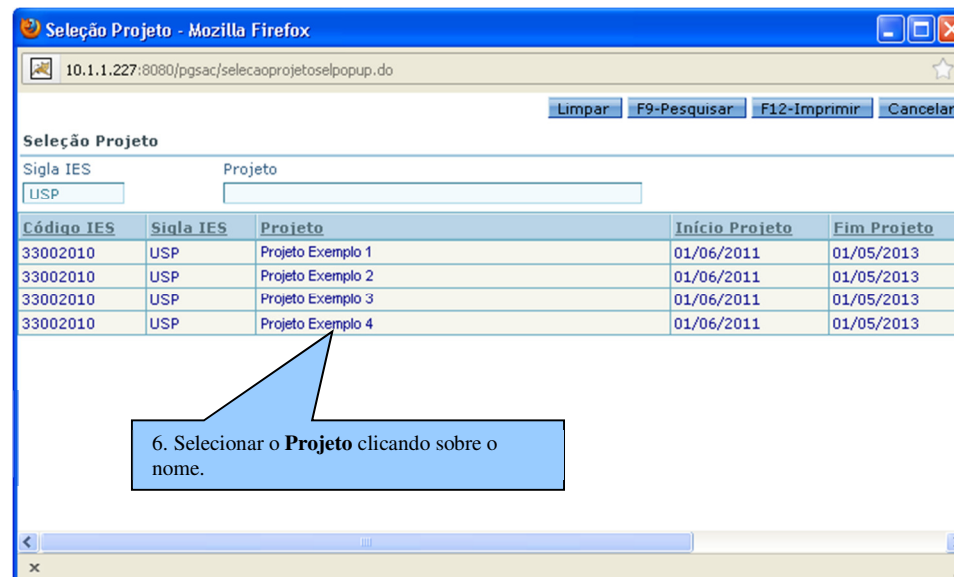 Seleção Projeto - Mozilla Firefox
10.1.1.227:8080/pgsac/selecaoprojetoselpopup.do
Limpar F9-Pesquisar F12-Imprimir Cancelar
Seleção Projeto
Sigla IES Projeto
USP
Código IES Sigla IES Projeto Início Projeto Fim Projeto
33002010 USP Projeto Exemplo 1 01/06/2011 01/05/2013
33002010 USP Projeto Exemplo 2 01/06/2011 01/05/2013
33002010 USP Projeto Exemplo 3 01/06/2011 01/05/2013
33002010 USP Projeto Exemplo 4 01/06/2011 01/05/2013
6. Selecionar o Projeto clicando sobre o
nome.